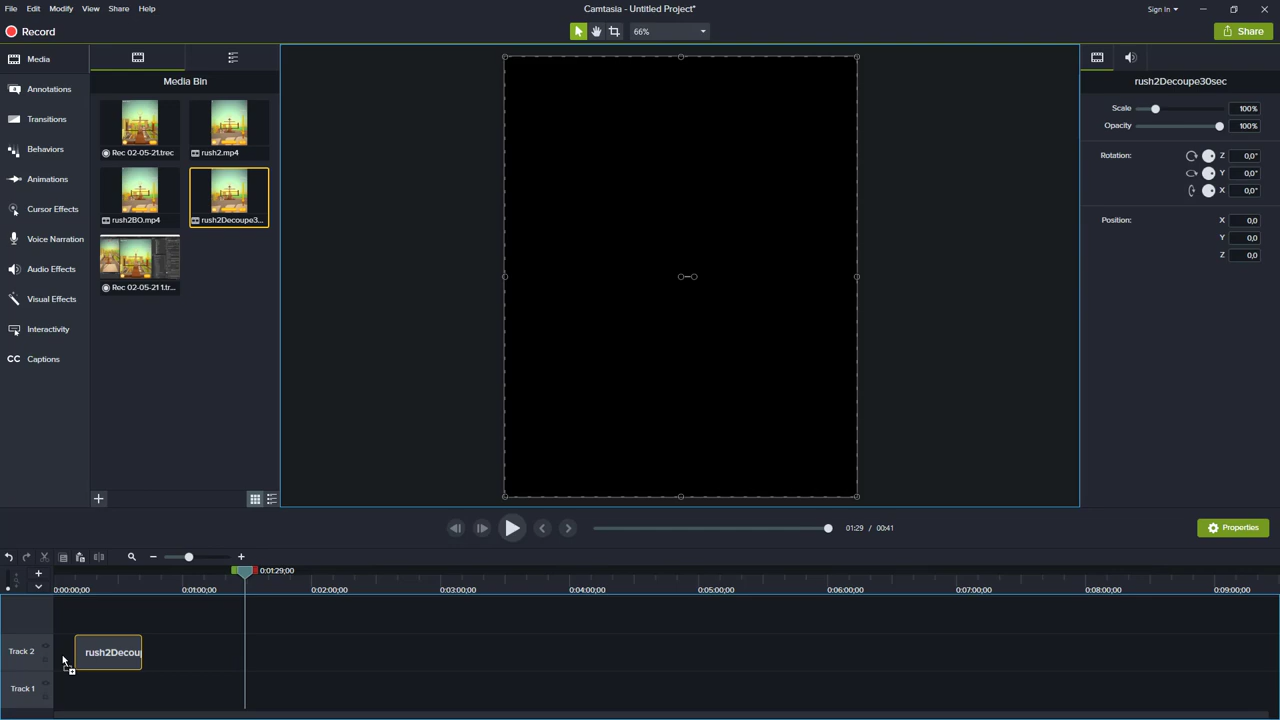 File Edit Modify View Share Help
Camtasia - Untitled Project*
Sign In
Record
66%
Share
Media
Annotations
Transitions
Behaviors
Animations
Cursor Effects
Voice Narration
Audio Effects
Visual Effects
Interactivity
CC Captions
Media Bin
Rec 02-05-21.trec
rush2.mp4
rush2BO.mp4
rush2Decoupe3...
Rec 02-05-21 1.tr...
rush2Decoupe30sec
Scale 100%
Opacity 100%
Rotation: Z 0,0°
Y 0,0°
X 0,0°
Position: X 0,0
Y 0,0
Z 0,0
01:29 / 00:41
Properties
0:01:29;00
0:00:00;00 0:01:00;00 0:02:00;00 0:03:00;00 0:04:00;00 0:05:00;00 0:06:00;00 0:07:00;00 0:08:00;00 0:09:00;00
Track 2
rush2Decoup
Track 1